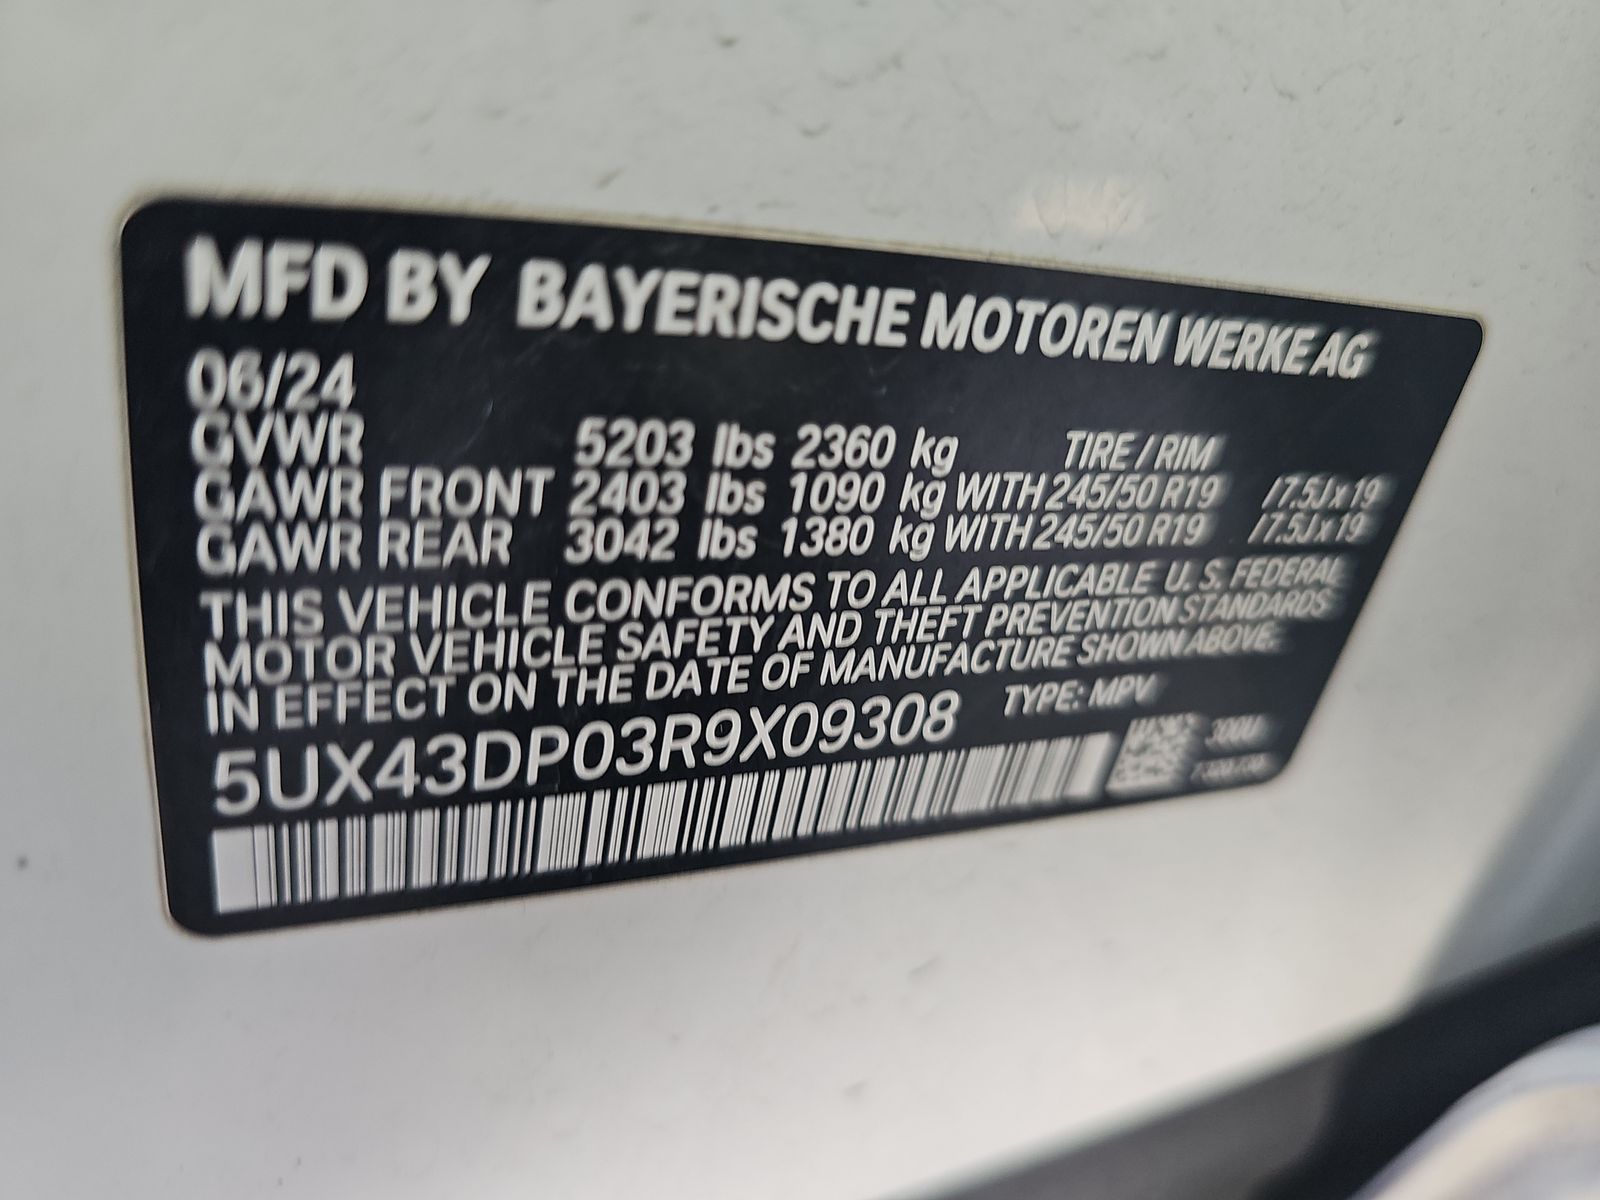 MFD BY BAYERISCHE MOTOREN WERKE AG
06/24
GVWR 5203 lbs 2360 kg TIRE / RIM
GAWR FRONT 2403 lbs 1090 kg WITH 245/50 R19 /7.5Jx19
GAWR REAR 3042 lbs 1380 kg WITH 245/50 R19 /7.5Jx19
THIS VEHICLE CONFORMS TO ALL APPLICABLE U. S. FEDERAL
MOTOR VEHICLE SAFETY AND THEFT PREVENTION STANDARDS
IN EFFECT ON THE DATE OF MANUFACTURE SHOWN ABOVE.
5UX43DP03R9X09308 TYPE: MPV
300U